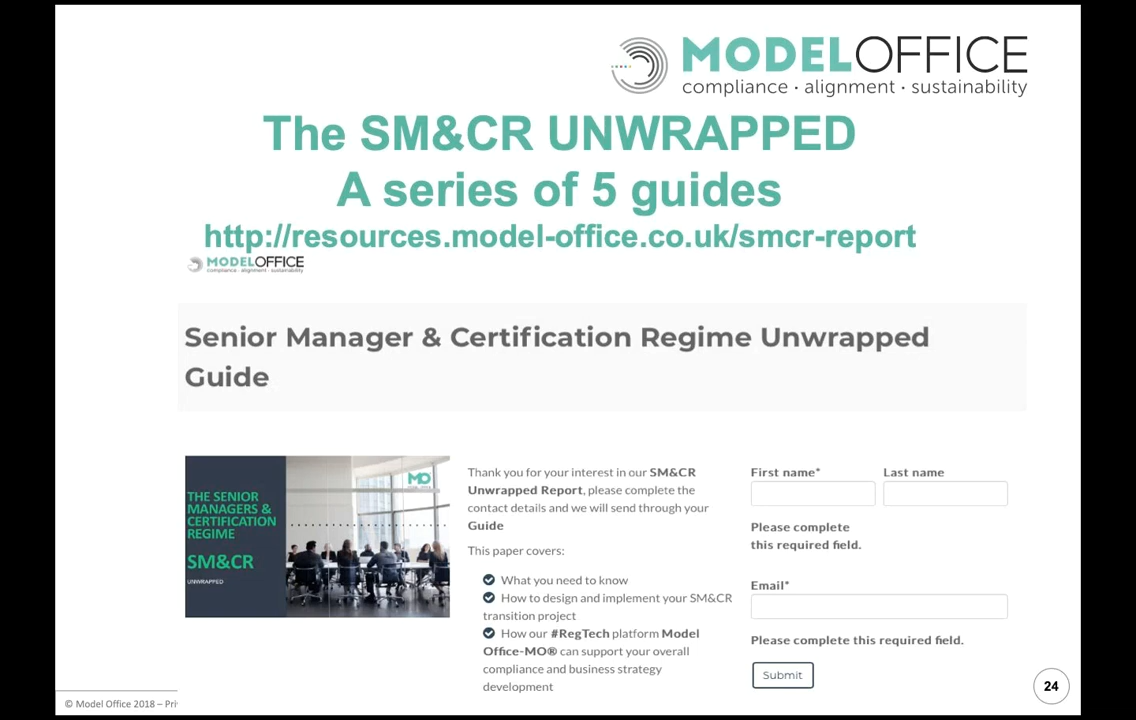 MODELOFFICE
compliance · alignment · sustainability
The SM&CR UNWRAPPED
A series of 5 guides
http://resources.model-office.co.uk/smcr-report
MODELOFFICE
compliance · alignment · sustainability
Senior Manager & Certification Regime Unwrapped
Guide
MO
THE SENIOR
MANAGERS &
CERTIFICATION
REGIME
SM&CR
UNWRAPPED
Thank you for your interest in our SM&CR
Unwrapped Report, please complete the
contact details and we will send through your
Guide
This paper covers:
What you need to know
How to design and implement your SM&CR
transition project
How our #RegTech platform Model
Office-MO® can support your overall
compliance and business strategy
development
First name* Last name
Please complete
this required field.
Email*
Please complete this required field.
Submit
24
© Model Office 2018 – Pri